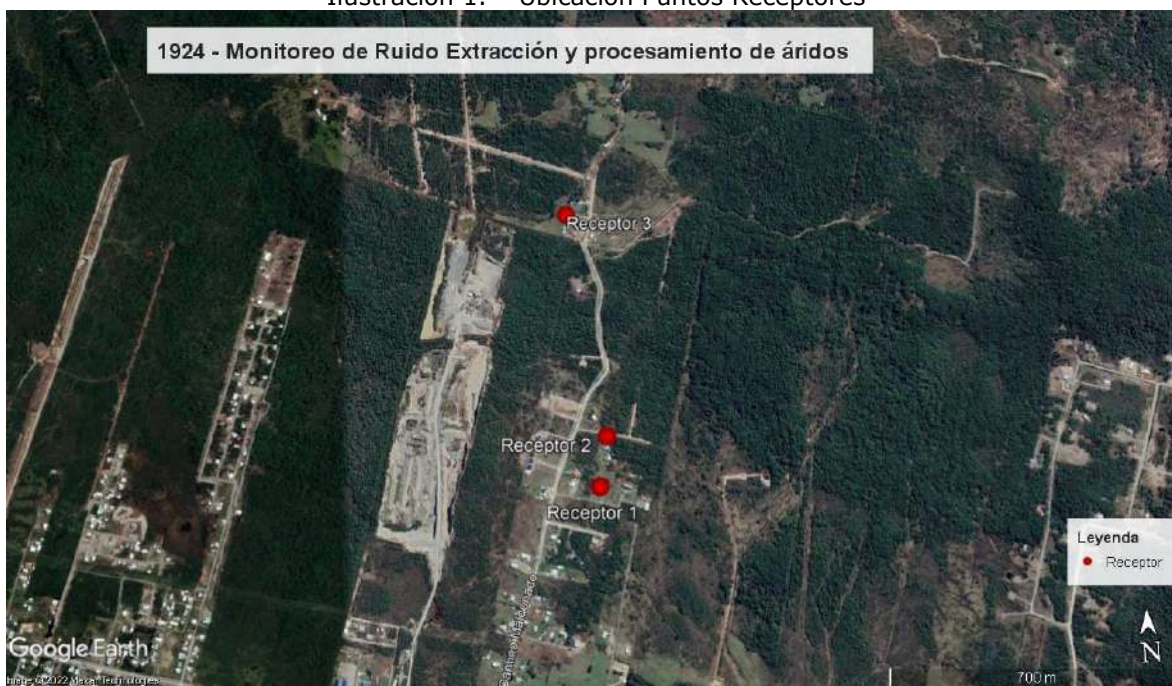 Ilustración 1. Ubicación Puntos Receptores
1924 - Monitoreo de Ruido Extracción y procesamiento de áridos
Receptor 3
Receptor 2
Receptor 1
Leyenda
Receptor
Maldonado
N
Google Earth
700 m